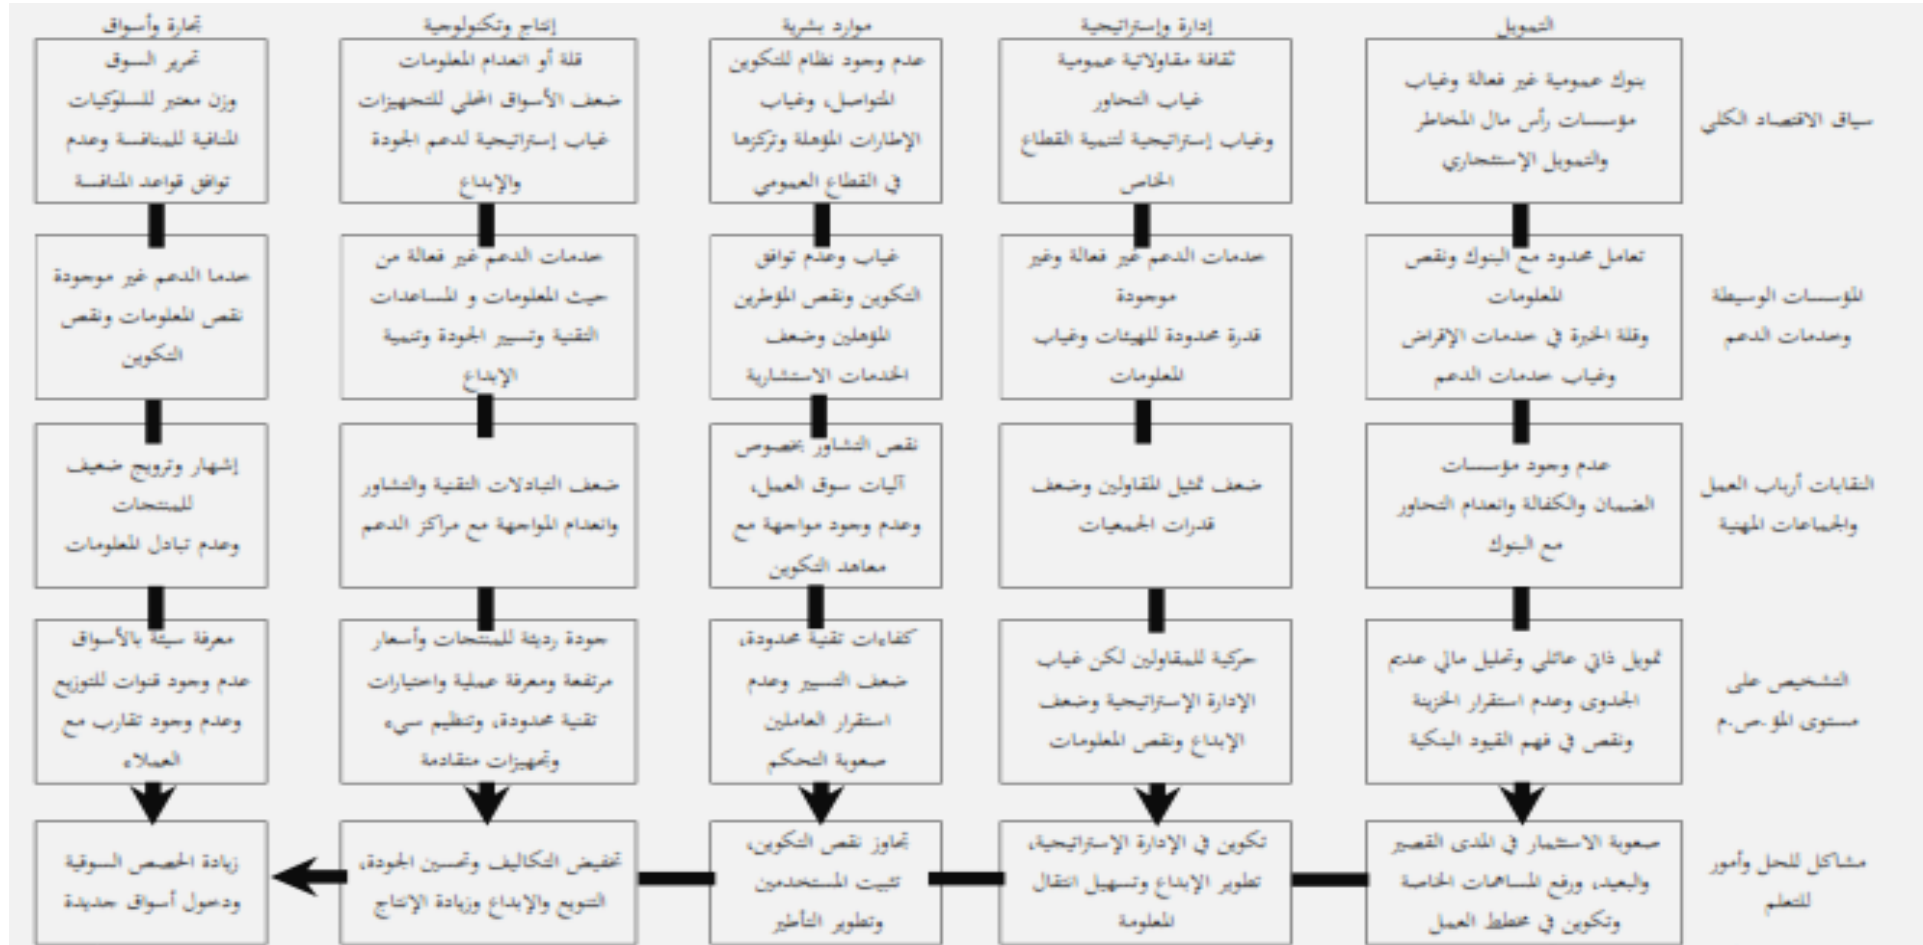 التمويل
إدارة وإستراتيجية
موارد بشرية
إنتاج وتكنولوجية
تجارة وأسواق
سياق الاقتصاد الكلي
بنوك عمومية غير فعالة وغياب
مؤسسات رأس مال المخاطر
والتمويل الإستئجاري
ثقافة مقاولاتية عمومية
غياب التحاور
وغياب إستراتيجية لتنمية القطاع
الخاص
عدم وجود نظام للتكوين
المتواصل، وغياب
الإطارات المؤهلة وتركزها
في القطاع العمومي
قلة أو انعدام المعلومات
ضعف الأسواق المحلي للتجهيزات
غياب إستراتيجية لدعم الجودة
والإبداع
تحرير السوق
وزن معتبر للسلوكيات
المنافية للمنافسة وعدم
توافق قواعد المنافسة
المؤسسات الوسيطة
وخدمات الدعم
تعامل محدود مع البنوك ونقص
المعلومات
وقلة الخبرة في خدمات الإقراض
وغياب خدمات الدعم
خدمات الدعم غير فعالة وغير
موجودة
قدرة محدودة للهيئات وغياب
المعلومات
غياب وعدم توافق
التكوين ونقص المؤطرين
المؤهلين وضعف
الخدمات الاستشارية
خدمات الدعم غير فعالة من
حيث المعلومات و المساعدات
التقنية وتسيير الجودة وتنمية
الإبداع
خدما الدعم غير موجودة
نقص المعلومات ونقص
التكوين
النقابات أرباب العمل
والجماعات المهنية
عدم وجود مؤسسات
الضمان والكفالة وانعدام التحاور
مع البنوك
ضعف تمثيل المقاولين وضعف
قدرات الجمعيات
نقص التشاور بخصوص
آليات سوق العمل،
وعدم وجود مواجهة مع
معاهد التكوين
ضعف التبادلات التقنية والتشاور
وانعدام المواجهة مع مراكز الدعم
إشهار وترويج ضعيف
للمنتجات
وعدم تبادل المعلومات
التشخيص على
مستوى المؤ.ص.م
تمويل ذاتي عائلي وتحليل مالي عديم
الجدوى وعدم استقرار الخزينة
ونقص في فهم القيود البنكية
حركية للمقاولين لكن غياب
الإدارة الإستراتيجية وضعف
الإبداع ونقص المعلومات
كفاءات تقنية محدودة،
ضعف التسيير وعدم
استقرار العاملين
صعوبة التحكم
جودة رديئة للمنتجات وأسعار
مرتفعة ومعرفة عملية واختيارات
تقنية محدودة، وتنظيم سيء
وتجهيزات متقادمة
معرفة سيئة بالأسواق
عدم وجود قنوات للتوزيع
وعدم وجود تقارب مع
العملاء
مشاكل للحل وأمور
للتعلم
صعوبة الاستثمار في المدى القصير
والبعيد، ورفع المساهمات الخاصة
وتكوين في مخطط العمل
تكوين في الإدارة الإستراتيجية،
تطوير الإبداع وتسهيل انتقال
المعلومة
تجاوز نقص التكوين،
تثبيت المستخدمين
وتطوير التأطير
تخفيض التكاليف وتحسين الجودة،
التنويع والإبداع وزيادة الإنتاج
زيادة الحصص السوقية
ودخول أسواق جديدة